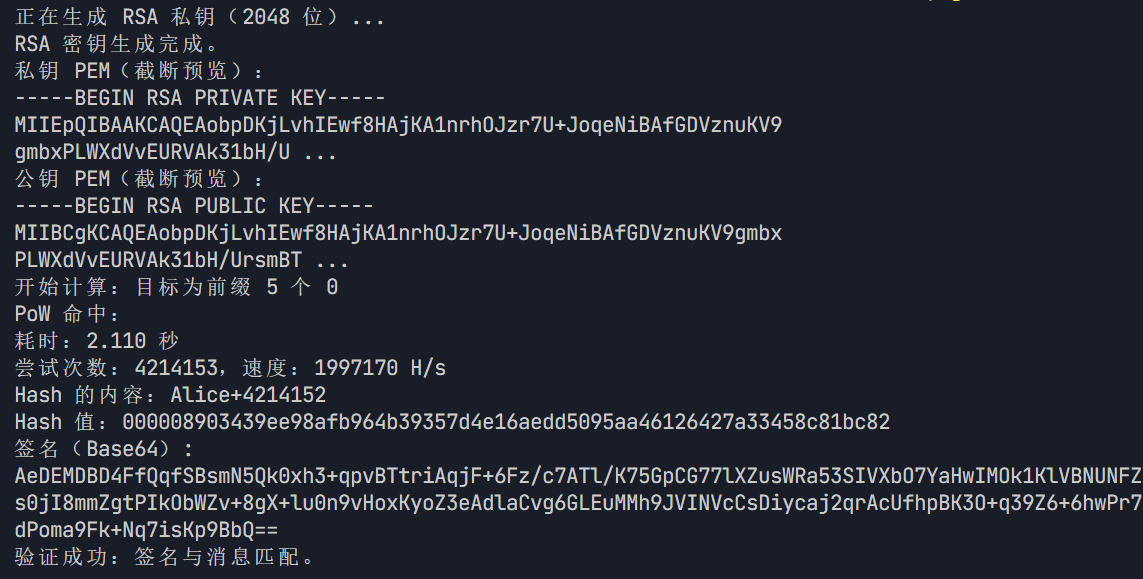 正在生成 RSA 私钥（2048 位）...
RSA 密钥生成完成。
私钥 PEM（截断预览）：
-----BEGIN RSA PRIVATE KEY-----
MIIEpQIBAAKCAQEAobpDKjLvhIEwf8HAjKA1nrhOJzr7U+JoqeNiBAfGDVznuKV9
gmbxPLWXdVvEURVAk31bH/U ...
公钥 PEM（截断预览）：
-----BEGIN RSA PUBLIC KEY-----
MIIBCgKCAQEAobpDKjLvhIEwf8HAjKA1nrhOJzr7U+JoqeNiBAfGDVznuKV9gmbx
PLWXdVvEURVAk31bH/UrsmBT ...
开始计算：目标为前缀 5 个 0
PoW 命中：
耗时：2.110 秒
尝试次数：4214153，速度：1997170 H/s
Hash 的内容：Alice+4214152
Hash 值：000008903439ee98afb964b39357d4e16aedd5095aa46126427a33458c81bc82
签名（Base64）：
AeDEMDBD4FfQqfSBsmN5Qk0xh3+qpvBTtriAqjF+6Fz/c7ATl/K75GpCG77lXZusWRa53SIVXbO7YaHwIMOk1KlVBNUNFZ
s0jI8mmZgtPIkObWZv+8gX+lu0n9vHoxKyoZ3eAdlaCvg6GLEuMMh9JVINVcCsDiycaj2qrAcUfhpBK3O+q39Z6+6hwPr7
dPoma9Fk+Nq7isKp9BbQ==
验证成功：签名与消息匹配。